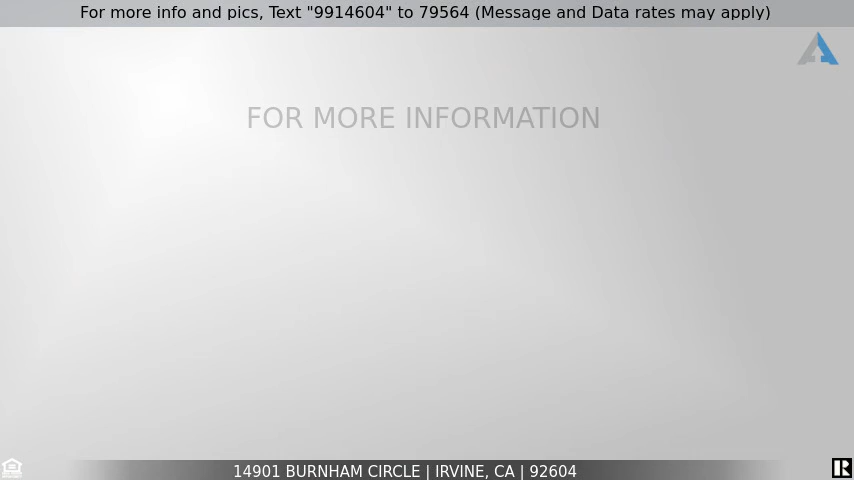 For more info and pics, Text "9914604" to 79564 (Message and Data rates may apply)
FOR MORE INFORMATION
14901 BURNHAM CIRCLE | IRVINE, CA | 92604